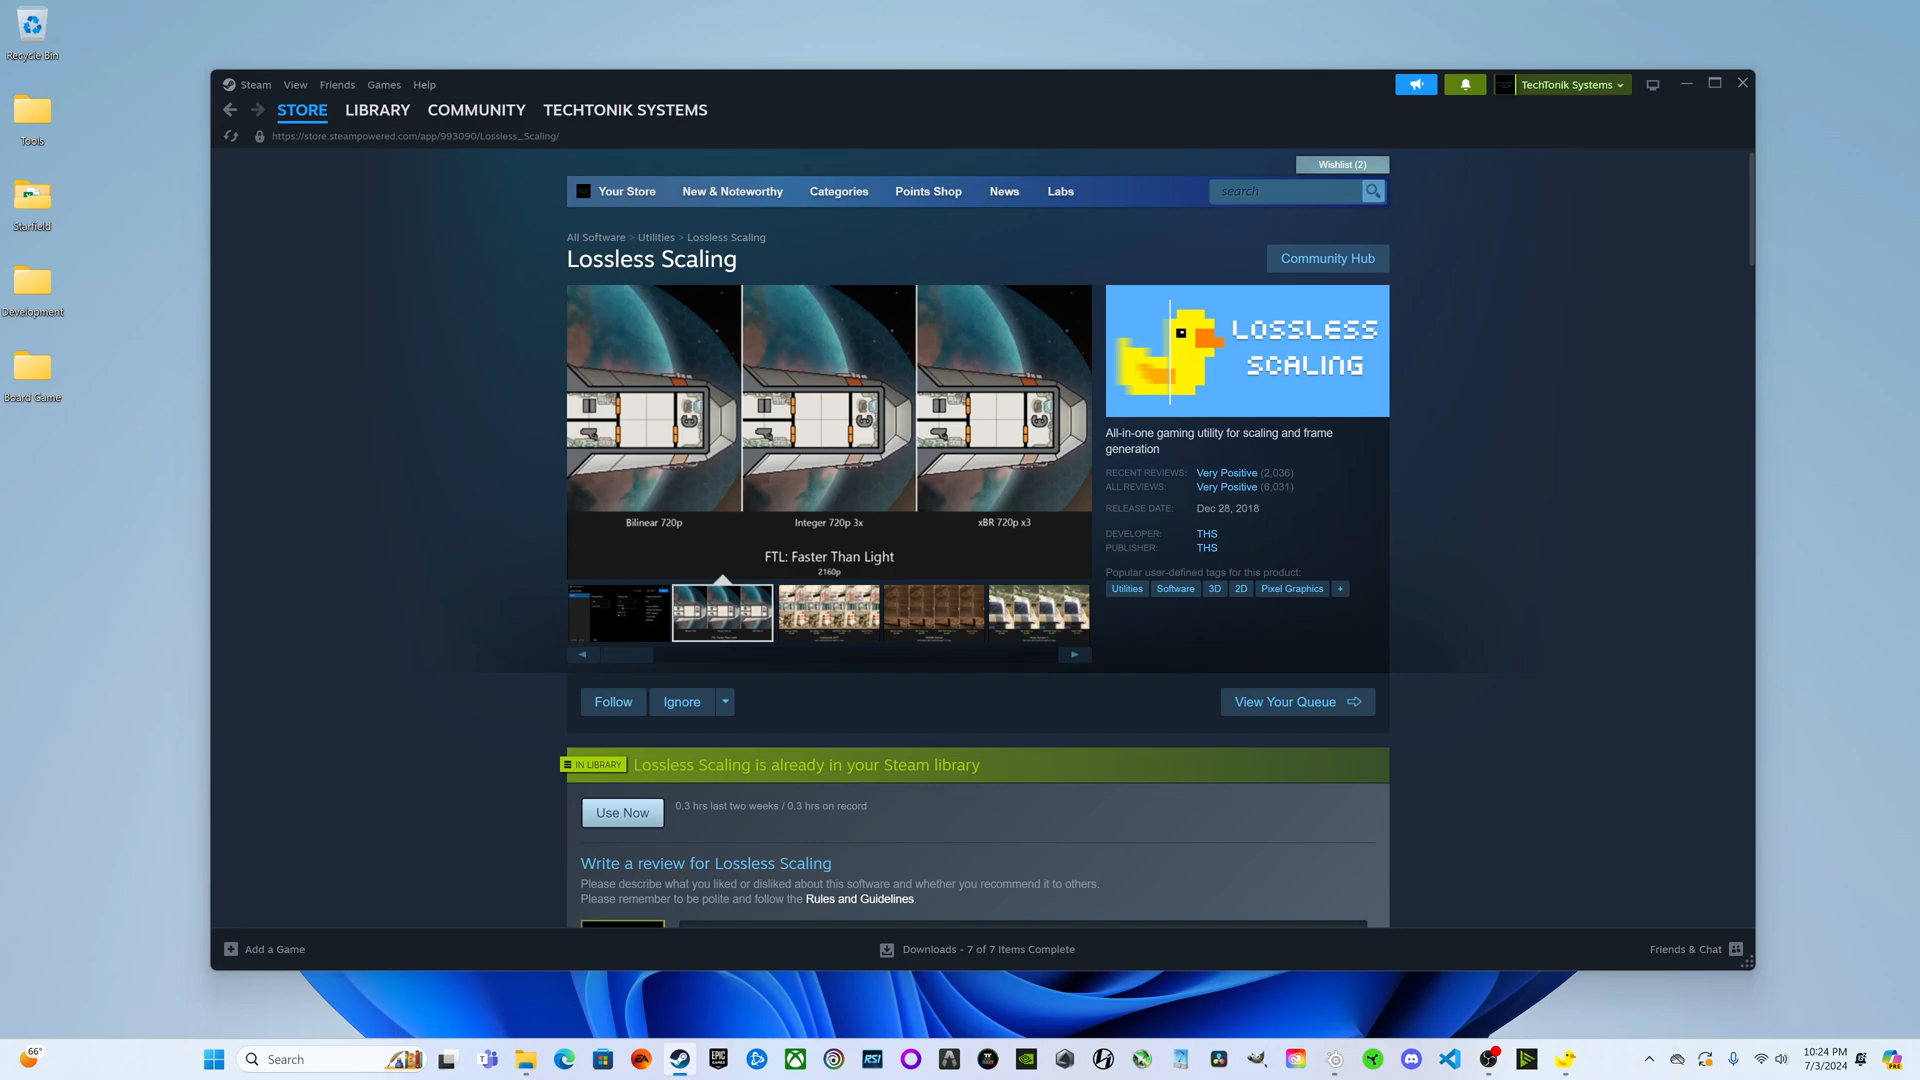 Recycle Bin
Tools
Starfield
Development
Board Game
Steam View Friends Games Help
TechTonik Systems
STORE LIBRARY COMMUNITY TECHTONIK SYSTEMS
https://store.steampowered.com/app/993090/Lossless_Scaling/
Wishlist (2)
Your Store New & Noteworthy Categories Points Shop News Labs
search
All Software > Utilities > Lossless Scaling
Lossless Scaling
Community Hub
LOSSLESS
SCALING
All-in-one gaming utility for scaling and frame
generation
RECENT REVIEWS: Very Positive (2,036)
ALL REVIEWS: Very Positive (6,031)
RELEASE DATE: Dec 28, 2018
DEVELOPER: THS
PUBLISHER: THS
Popular user-defined tags for this product:
Utilities Software 3D 2D Pixel Graphics +
Bilinear 720p Integer 720p 3x xBR 720p x3
FTL: Faster Than Light
2160p
Follow Ignore
View Your Queue
IN LIBRARY Lossless Scaling is already in your Steam library
Use Now
0.3 hrs last two weeks / 0.3 hrs on record
Write a review for Lossless Scaling
Please describe what you liked or disliked about this software and whether you recommend it to others.
Please remember to be polite and follow the Rules and Guidelines
Add a Game
Downloads - 7 of 7 Items Complete
Friends & Chat
66°
Search
EPIC
GAMES
RSI
10:24 PM
7/3/2024